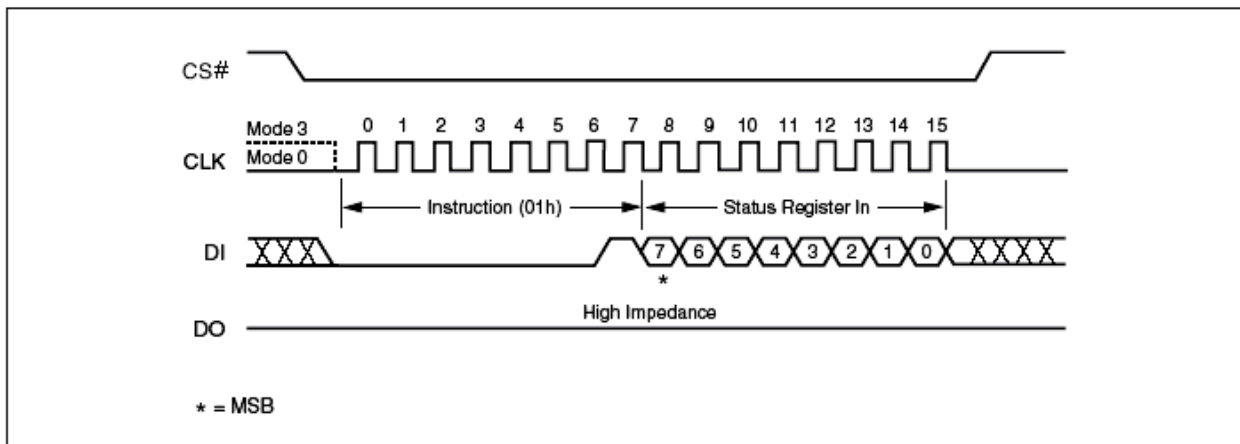 CS#
Mode 3 0 1 2 3 4 5 6 7 8 9 10 11 12 13 14 15
CLK Mode 0
Instruction (01h) Status Register In
DI 7 6 5 4 3 2 1 0
*
High Impedance
DO
* = MSB